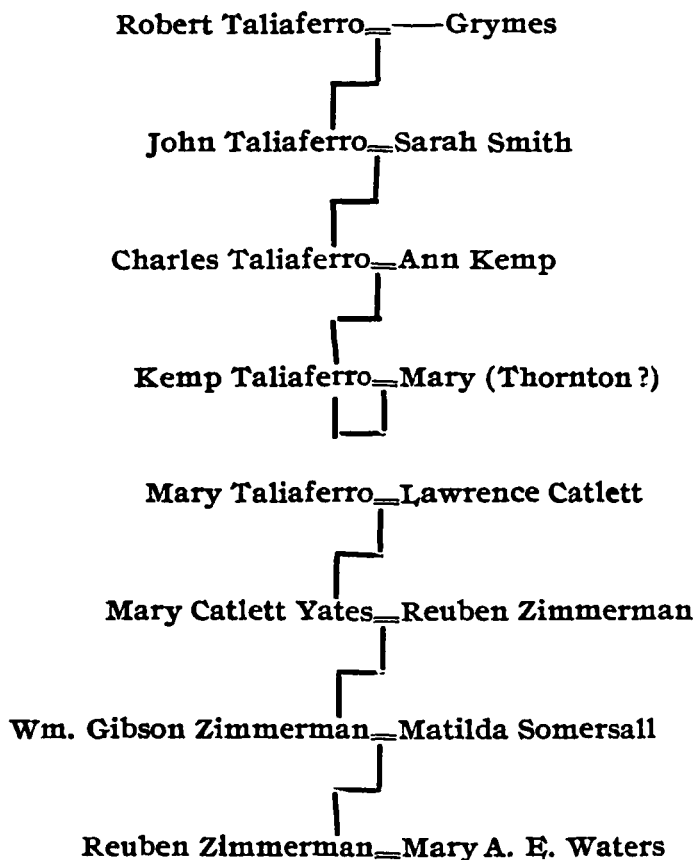 Robert Taliaferro=—Grymes
John Taliaferro=Sarah Smith
Charles Taliaferro=Ann Kemp
Kemp Taliaferro=Mary (Thornton?)
Mary Taliaferro=Lawrence Catlett
Mary Catlett Yates=Reuben Zimmerman
Wm. Gibson Zimmerman=Matilda Somersall
Reuben Zimmerman=Mary A. E. Waters